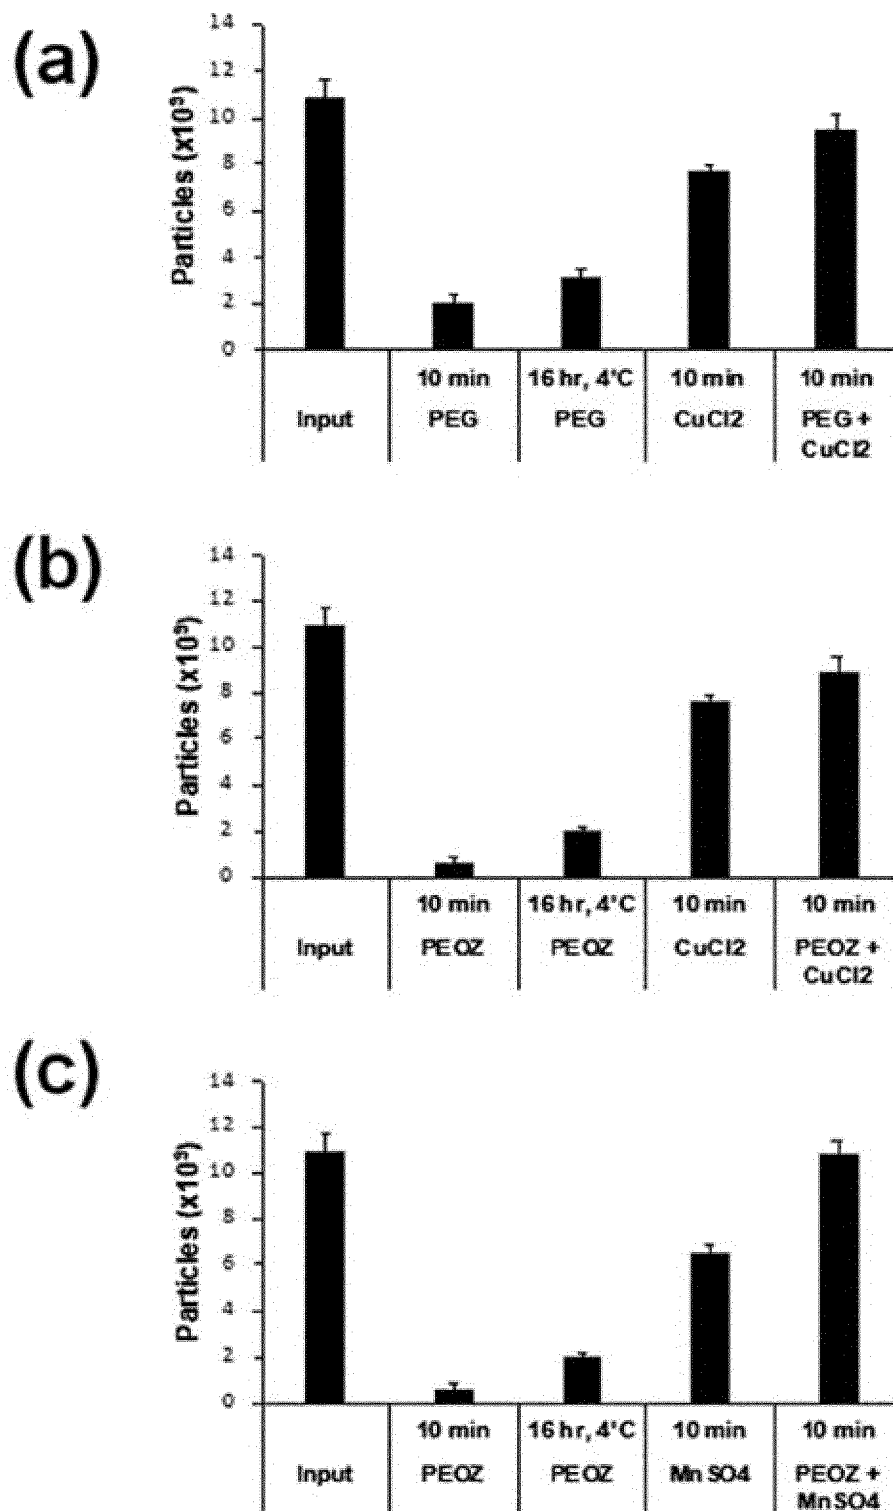 (a)
Particles (x10⁹)
14
12
10
8
6
4
2
0
10 min 16 hr, 4°C 10 min 10 min
Input PEG PEG CuCl2 PEG +
CuCl2
(b)
Particles (x10⁹)
14
12
10
8
6
4
2
0
10 min 16 hr, 4°C 10 min 10 min
Input PEOZ PEOZ CuCl2 PEOZ +
CuCl2
(c)
Particles (x10⁹)
14
12
10
8
6
4
2
0
10 min 16 hr, 4°C 10 min 10 min
Input PEOZ PEOZ MnSO4 PEOZ +
MnSO4